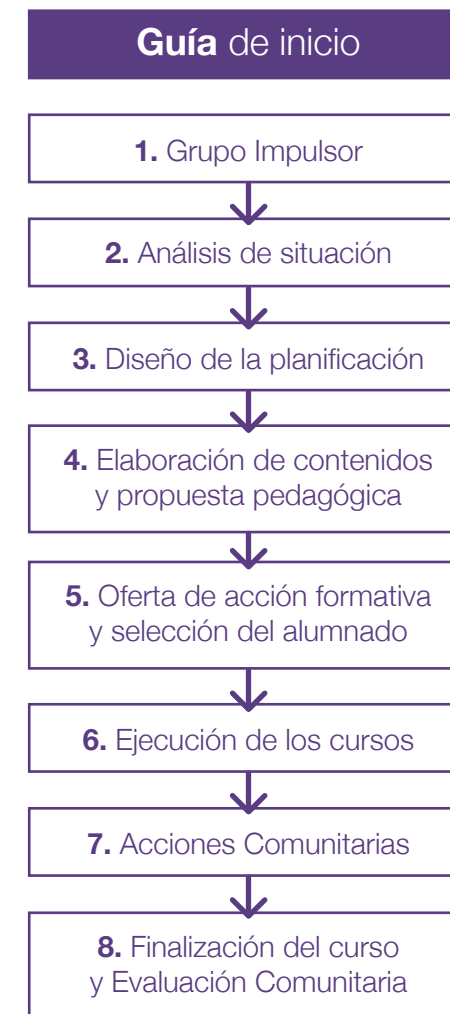 Guía de inicio
1. Grupo Impulsor
2. Análisis de situación
3. Diseño de la planificación
4. Elaboración de contenidos
y propuesta pedagógica
5. Oferta de acción formativa
y selección del alumnado
6. Ejecución de los cursos
7. Acciones Comunitarias
8. Finalización del curso
y Evaluación Comunitaria